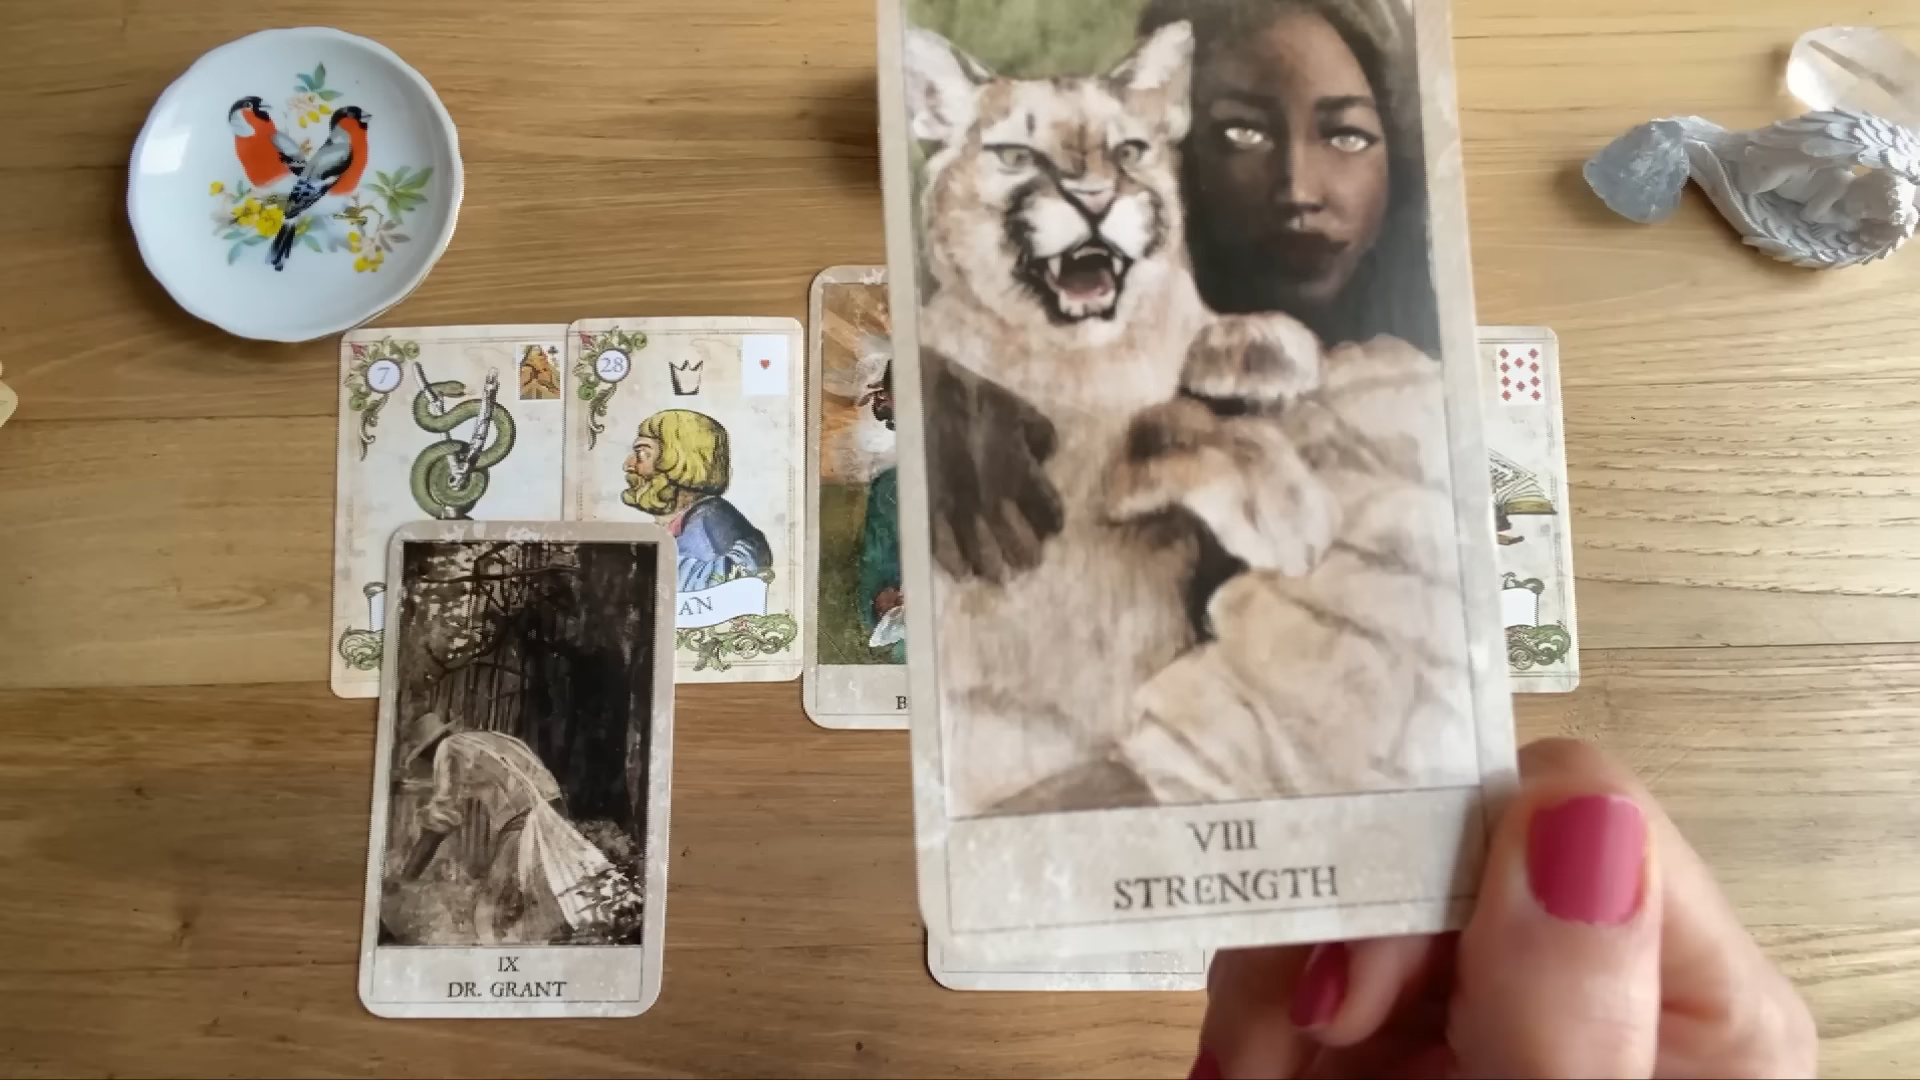 7
28
AN
B
VIII
STRENGTH
IX
DR. GRANT